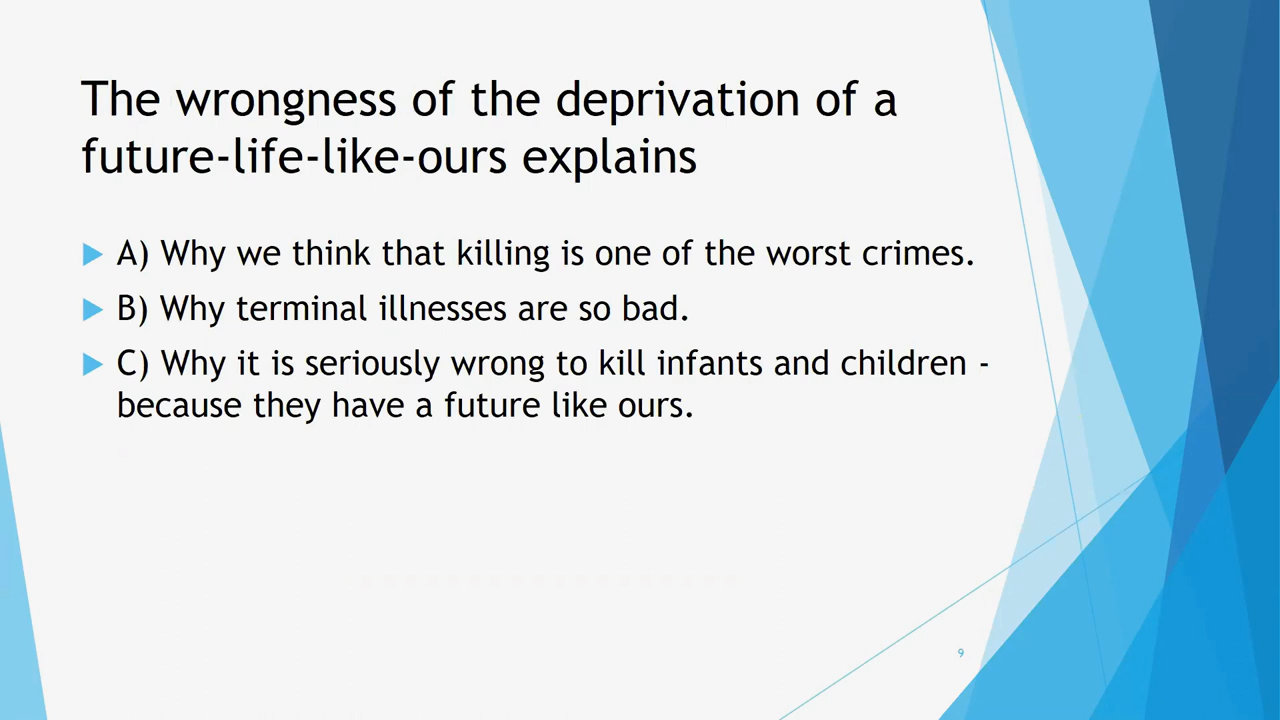 The wrongness of the deprivation of a
future-life-like-ours explains
A) Why we think that killing is one of the worst crimes.
B) Why terminal illnesses are so bad.
C) Why it is seriously wrong to kill infants and children -
because they have a future like ours.
9